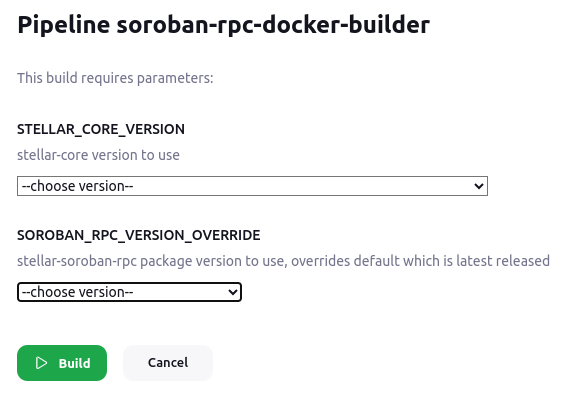 Pipeline soroban-rpc-docker-builder
This build requires parameters:
STELLAR_CORE_VERSION
stellar-core version to use
--choose version--
SOROBAN_RPC_VERSION_OVERRIDE
stellar-soroban-rpc package version to use, overrides default which is latest released
--choose version--
Build
Cancel